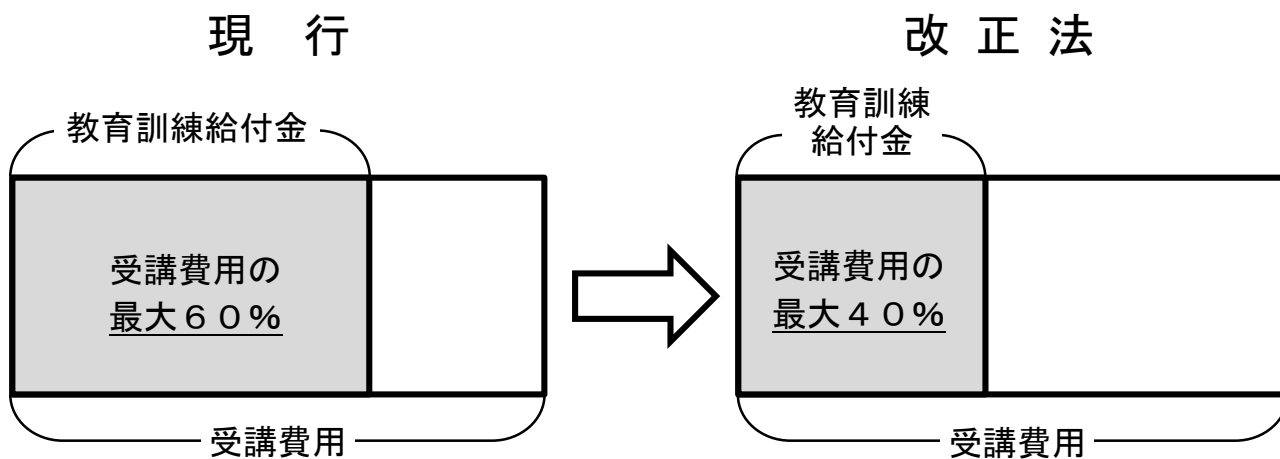 現　行
教育訓練給付金
受講費用の
最大６０％
受講費用
改 正 法
教育訓練
給付金
受講費用の
最大４０％
受講費用